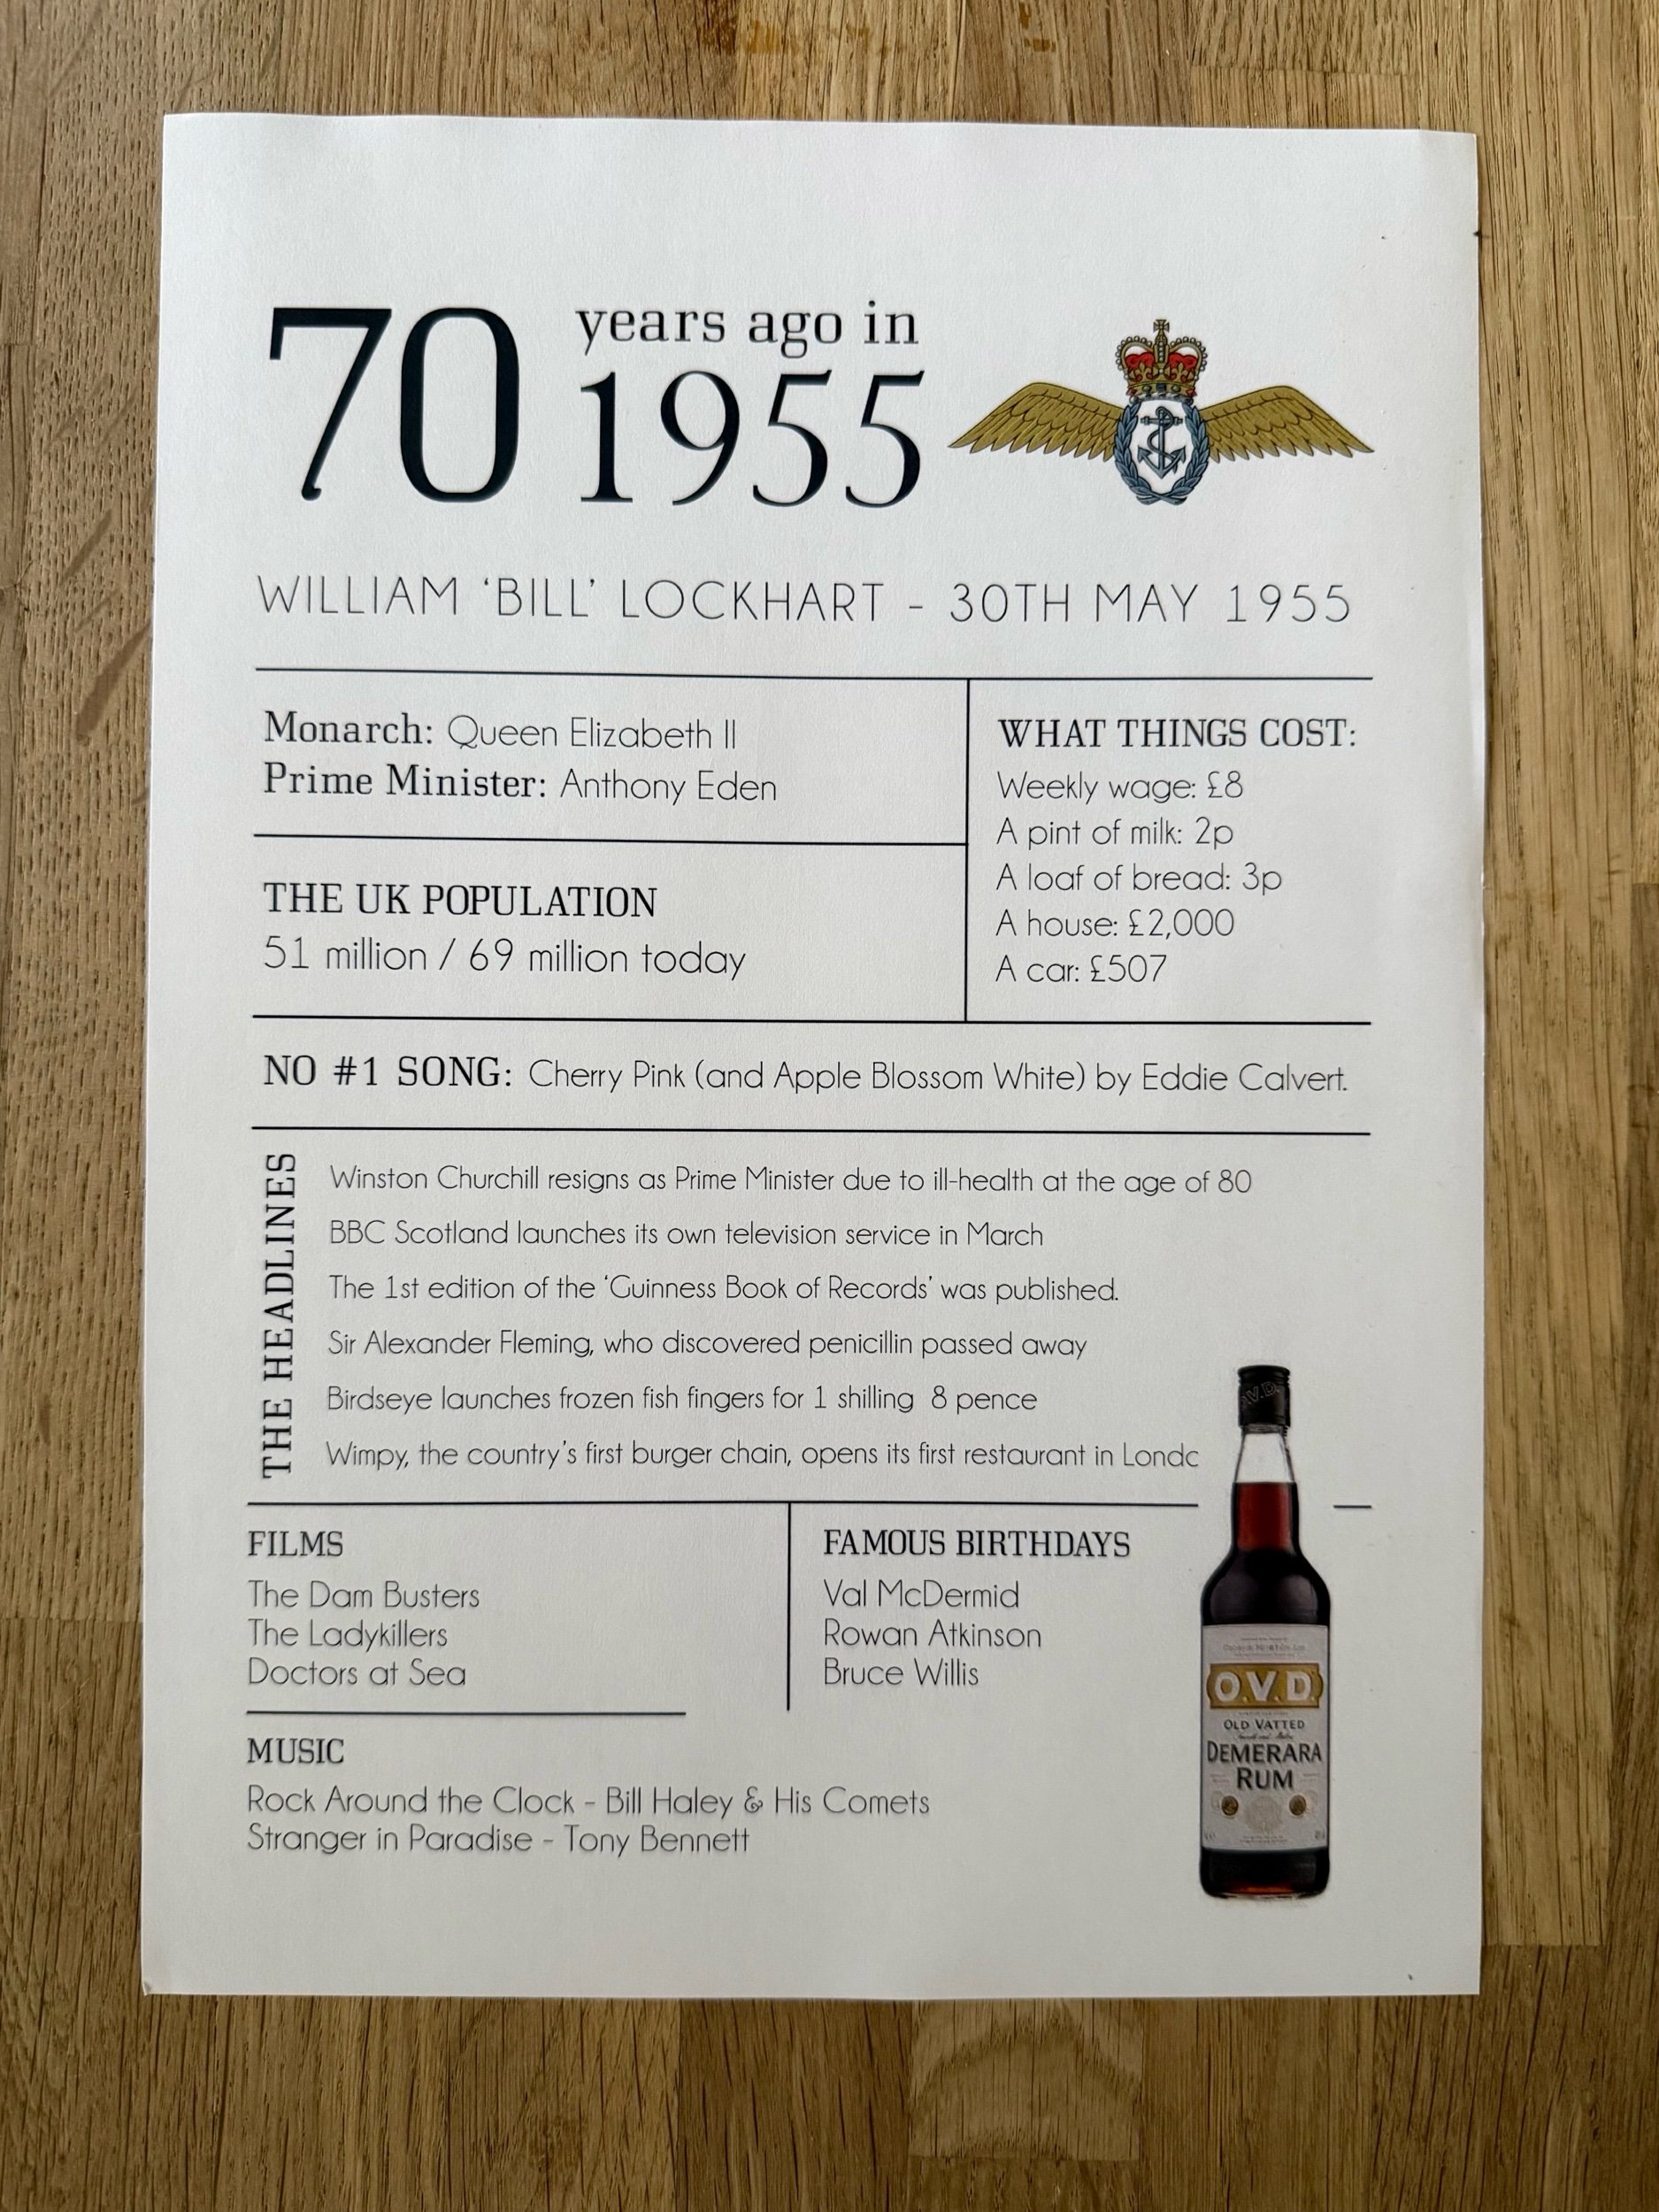 70 years ago in
1955
WILLIAM ‘BILL’ LOCKHART - 30TH MAY 1955
Monarch: Queen Elizabeth II
Prime Minister: Anthony Eden
THE UK POPULATION
51 million / 69 million today
WHAT THINGS COST:
Weekly wage: £8
A pint of milk: 2p
A loaf of bread: 3p
A house: £2,000
A car: £507
NO #1 SONG: Cherry Pink (and Apple Blossom White) by Eddie Calvert.
THE HEADLINES
Winston Churchill resigns as Prime Minister due to ill-health at the age of 80
BBC Scotland launches its own television service in March
The 1st edition of the ‘Guinness Book of Records’ was published.
Sir Alexander Fleming, who discovered penicillin passed away
Birdseye launches frozen fish fingers for 1 shilling 8 pence
Wimpy, the country’s first burger chain, opens its first restaurant in Londc
FILMS
The Dam Busters
The Ladykillers
Doctors at Sea
FAMOUS BIRTHDAYS
Val McDermid
Rowan Atkinson
Bruce Willis
MUSIC
Rock Around the Clock - Bill Haley & His Comets
Stranger in Paradise - Tony Bennett
O.V.D.
O.V.D.
OLD VATTED
DEMERARA
RUM